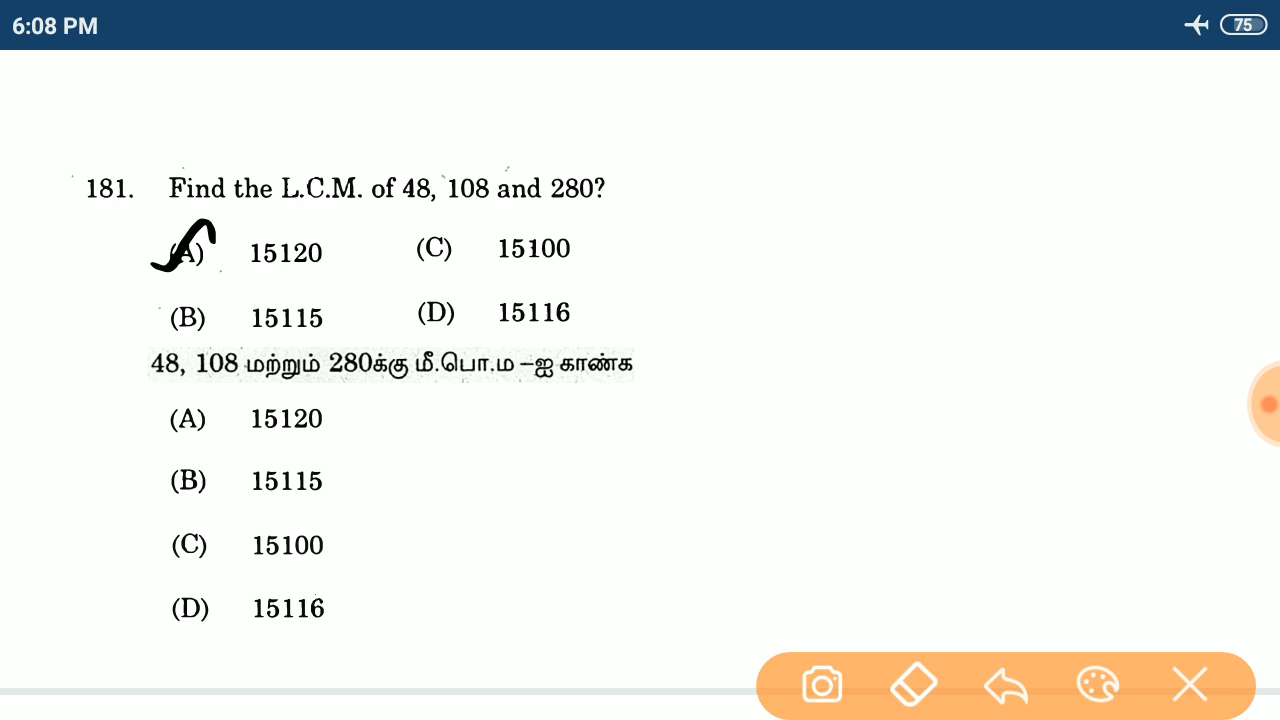 6:08 PM
75
181. Find the L.C.M. of 48, 108 and 280?
(A) 15120 (C) 15100
(B) 15115 (D) 15116
48, 108 மற்றும் 280க்கு மீ.பொ.ம –ஐ காண்க
(A) 15120
(B) 15115
(C) 15100
(D) 15116